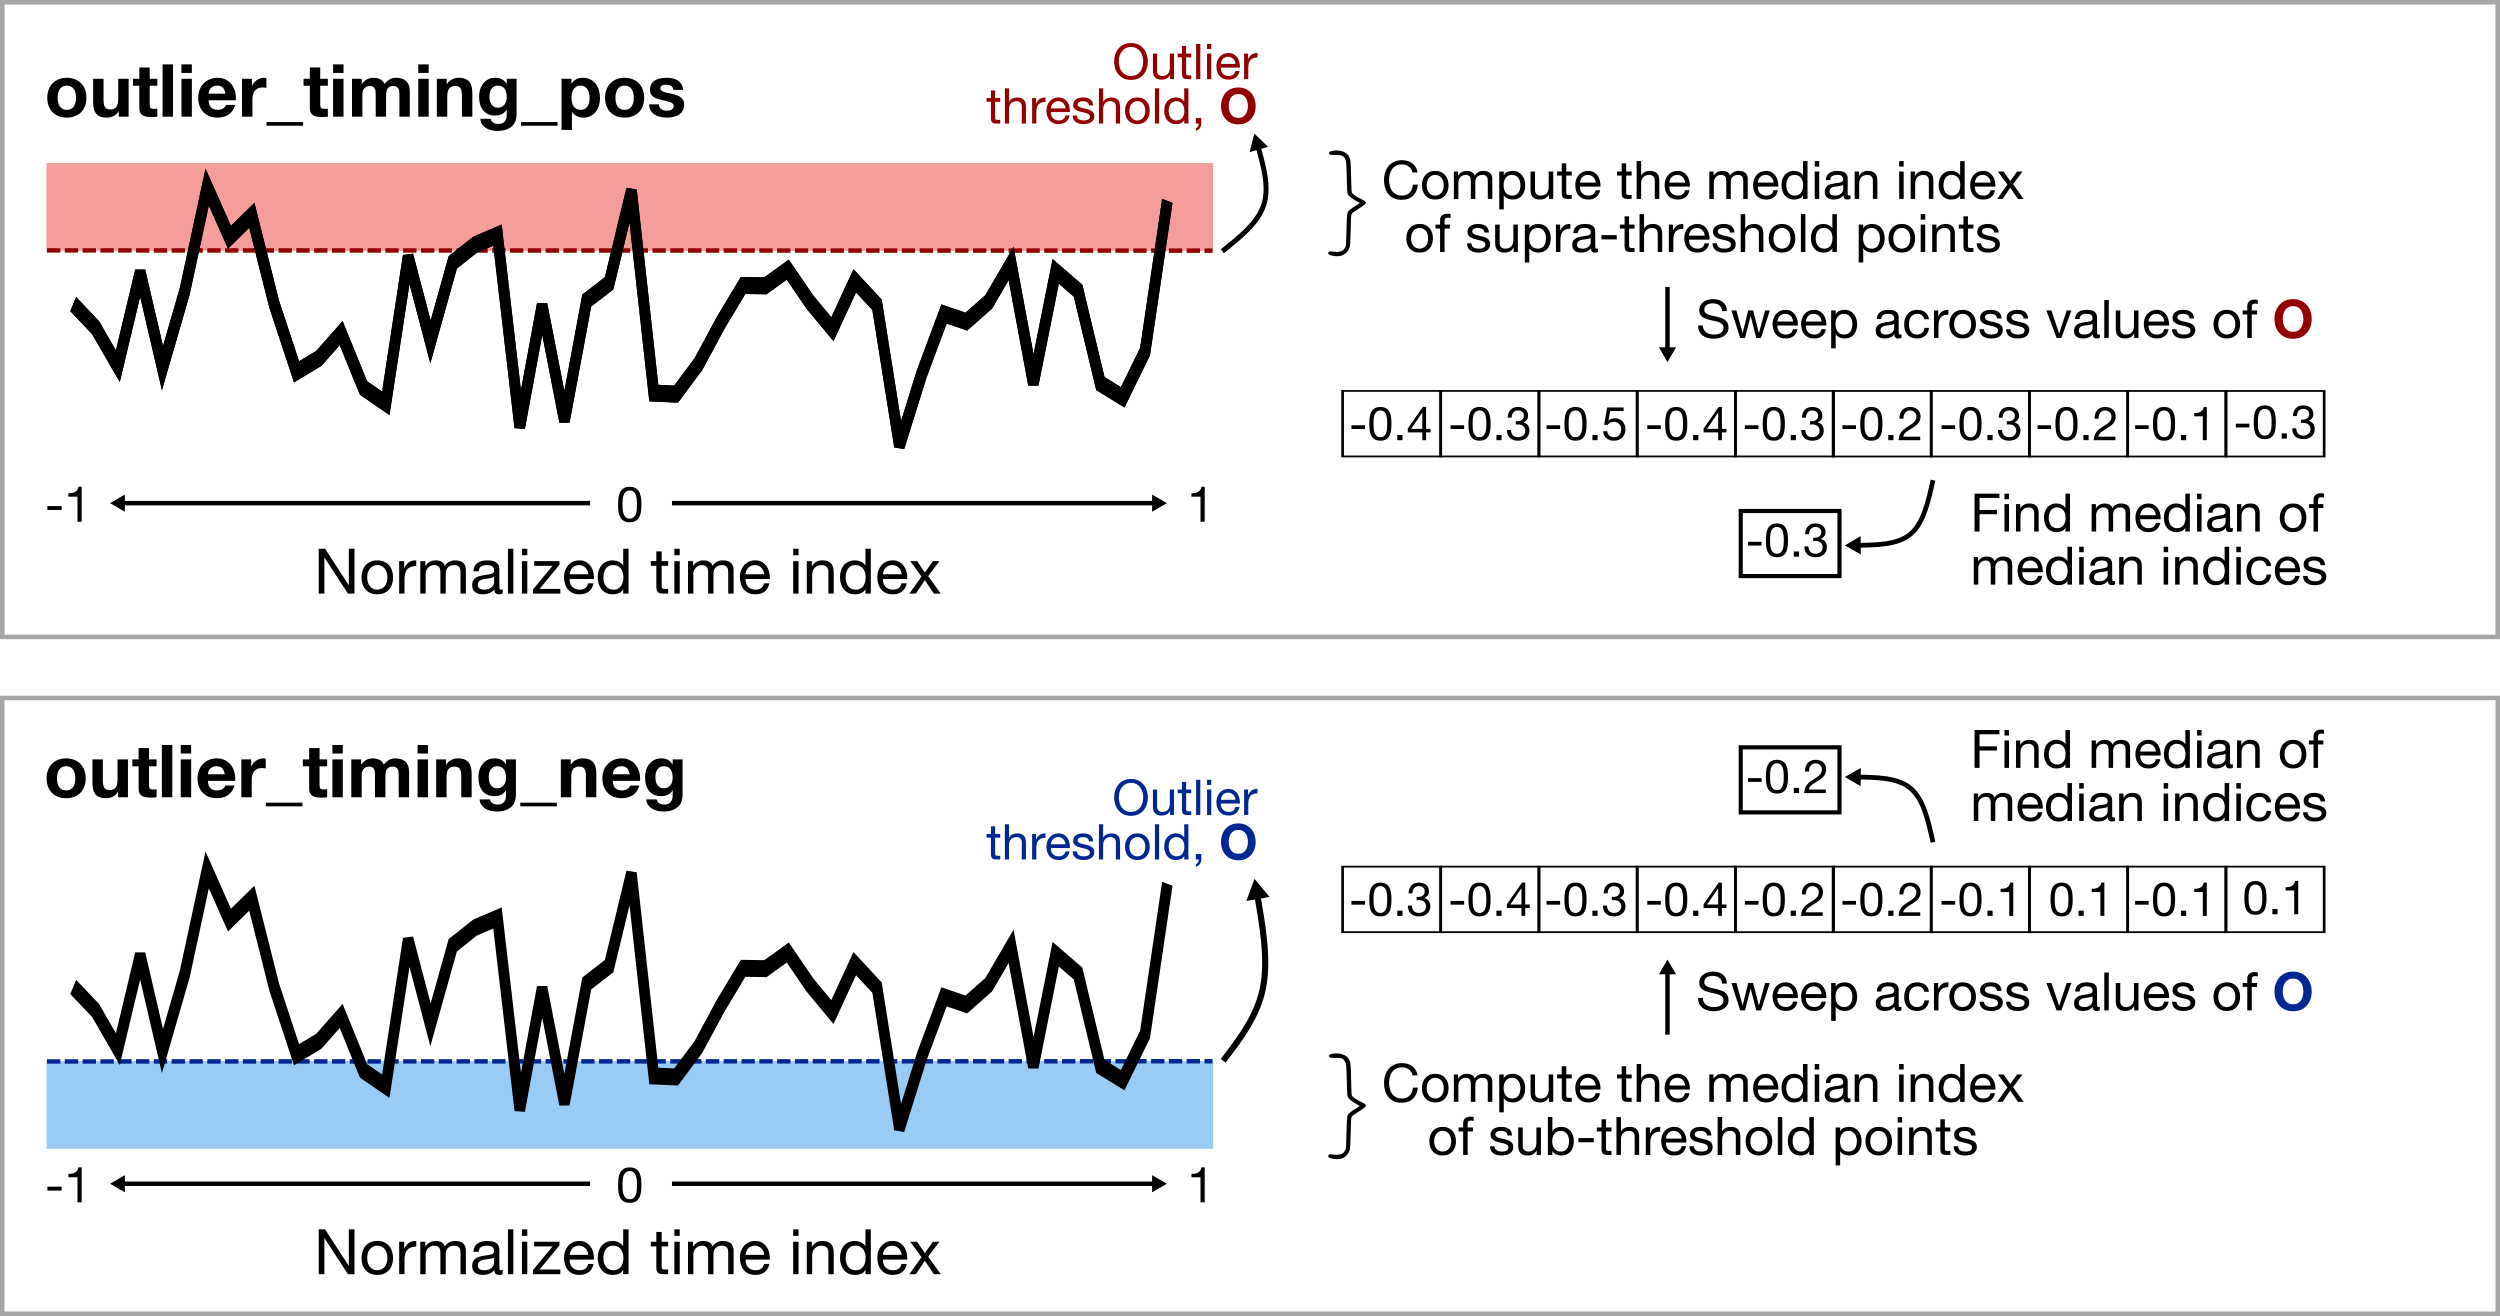 outlier_timing_pos
Outlier
threshold, O
Compute the median index
of supra-threshold points
Sweep across values of O
-0.4 -0.3 -0.5 -0.4 -0.3 -0.2 -0.3 -0.2 -0.1 -0.3
-1 0 1
Normalized time index
-0.3
Find median of
median indices
outlier_timing_neg
Outlier
threshold, O
-0.2
Find median of
median indices
-0.3 -0.4 -0.3 -0.4 -0.2 -0.2 -0.1 0.1 -0.1 0.1
Sweep across values of O
Compute the median index
of sub-threshold points
-1 0 1
Normalized time index